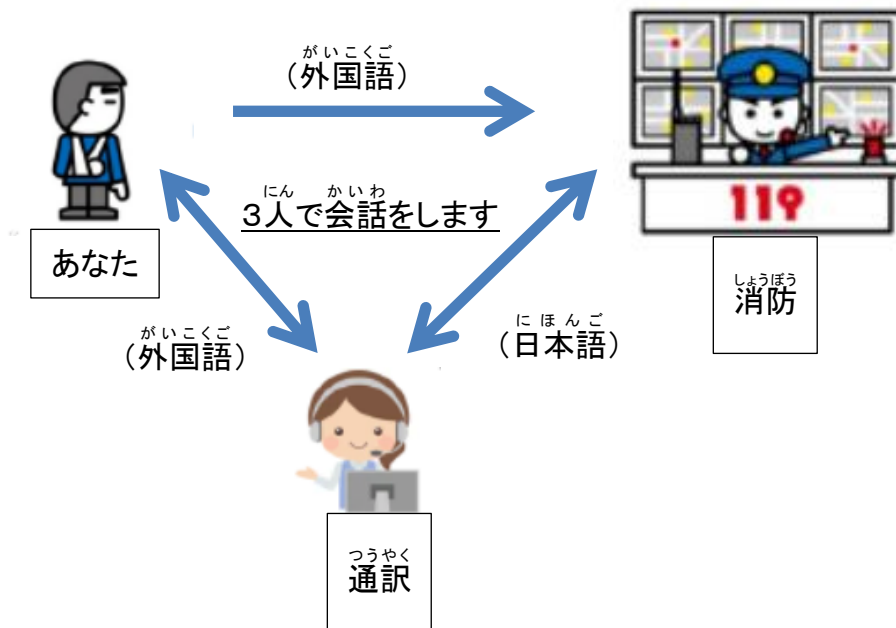 がいこくご
(外国語)
にん かいわ
３人で会話をします
119
あなた
しょうぼう
消防
がいこくご
(外国語)
にほんご
(日本語)
つうやく
通訳